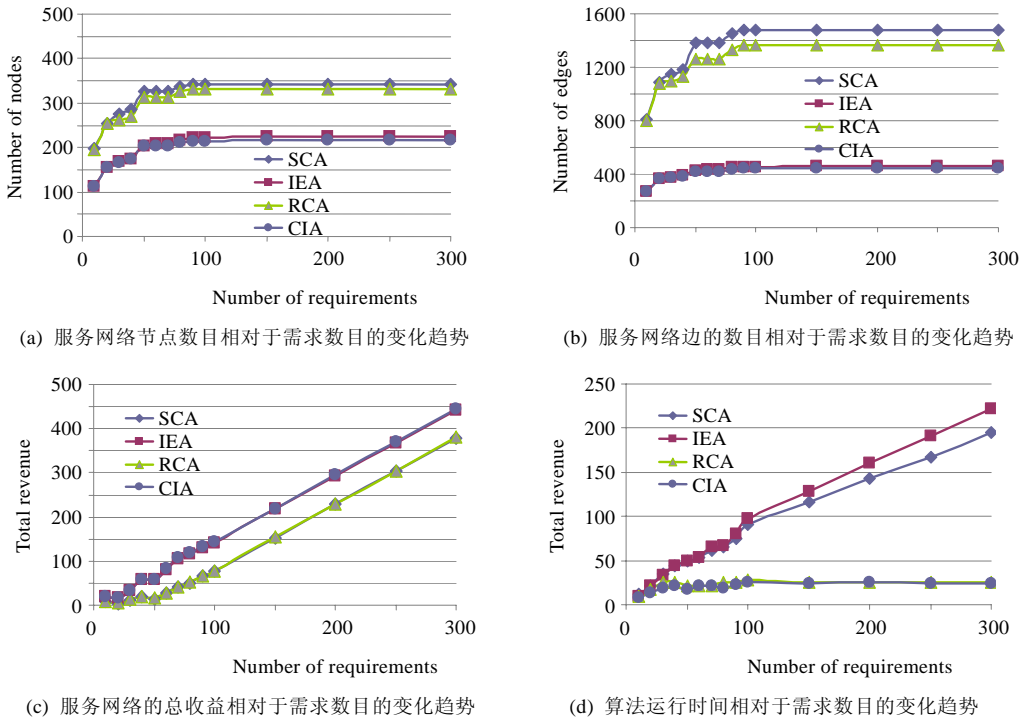 500
400
300
200
100
0
Number of nodes
SCA
IEA
RCA
CIA
0 100 200 300
Number of requirements
(a) 服务网络节点数目相对于需求数目的变化趋势
1600
1200
800
400
0
Number of edges
SCA
IEA
RCA
CIA
0 100 200 300
Number of requirements
(b) 服务网络边的数目相对于需求数目的变化趋势
500
400
300
200
100
0
Total revenue
SCA
IEA
RCA
CIA
0 100 200 300
Number of requirements
(c) 服务网络的总收益相对于需求数目的变化趋势
250
200
150
100
50
0
Total revenue
SCA
IEA
RCA
CIA
0 100 200 300
Number of requirements
(d) 算法运行时间相对于需求数目的变化趋势